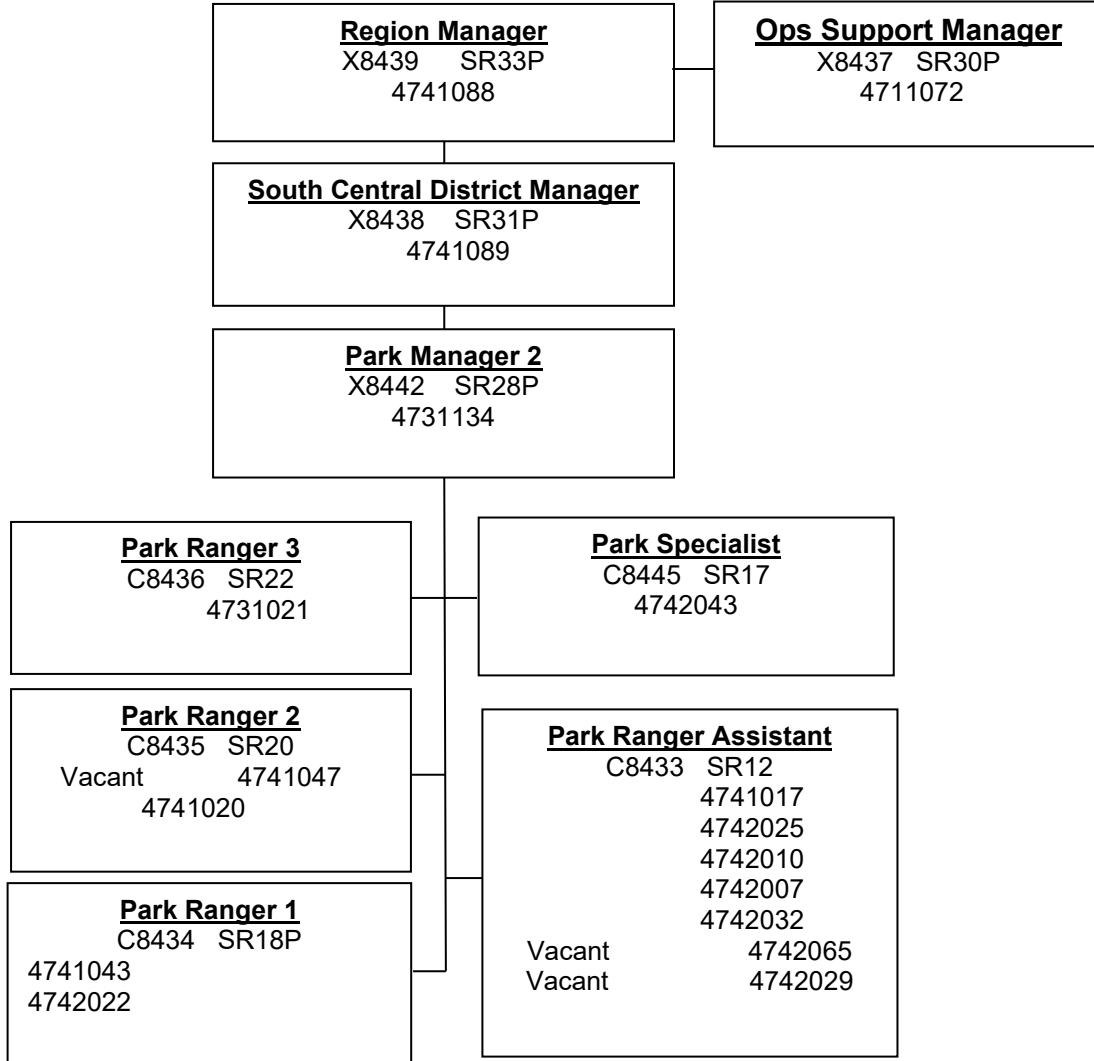 Region Manager
X8439 SR33P
4741088
Ops Support Manager
X8437 SR30P
4711072
South Central District Manager
X8438 SR31P
4741089
Park Manager 2
X8442 SR28P
4731134
Park Ranger 3
C8436 SR22
4731021
Park Specialist
C8445 SR17
4742043
Park Ranger 2
C8435 SR20
Vacant 4741047
4741020
Park Ranger Assistant
C8433 SR12
4741017
4742025
4742010
4742007
4742032
Vacant 4742065
Vacant 4742029
Park Ranger 1
C8434 SR18P
4741043
4742022